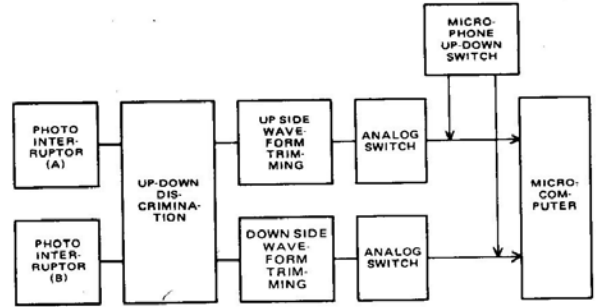 MICRO-
PHONE
UP-DOWN
SWITCH
PHOTO
INTER-
RUPTOR
(A)
UP-DOWN
DIS-
CRIMINA-
TION
UP SIDE
WAVE-
FORM
TRIM-
MING
ANALOG
SWITCH
MICRO-
COM-
PUTER
PHOTO
INTER-
RUPTOR
(B)
DOWN SIDE
WAVE-
FORM
TRIM-
MING
ANALOG
SWITCH